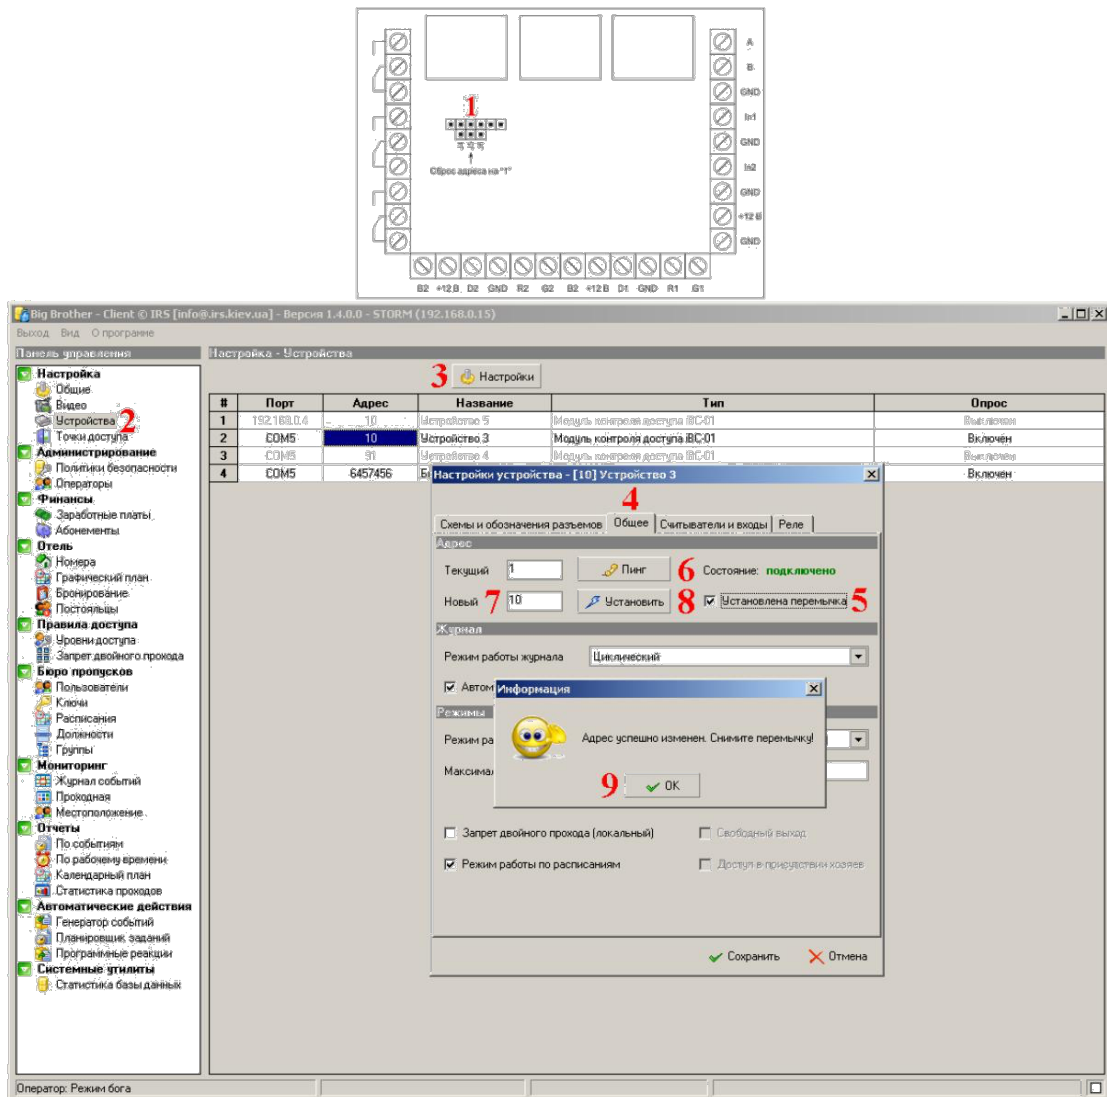 A
B
GND
In1
GND
In2
GND
+12 В
GND
1
Сброс адреса на "1"
B2 +12 В D2 GND R2 G2 B2 +12 В D1 GND R1 G1
Big Brother - Client © IRS [info@.irs.kiev.ua] - Версия 1.4.0.0 - STORM (192.168.0.15)
Выход Вид О программе
Панель управления
Настройка
Общие
Видео
Устройства 2
Точки доступа
Администрирование
Политики безопасности
Операторы
Финансы
Заработные платы
Абонементы
Отель
Номера
Графический план
Бронирование
Постояльцы
Правила доступа
Уровни доступа
Запрет двойного прохода
Бюро пропусков
Пользователи
Ключи
Расписания
Должности
Группы
Мониторинг
Журнал событий
Проходная
Местоположение
Отчеты
По событиям
По рабочему времени
Календарный план
Статистика проходов
Автоматические действия
Генератор событий
Планировщик заданий
Программные реакции
Системные утилиты
Статистика базы данных
Настройка - Устройства
3 Настройки
# Порт Адрес Название Тип Опрос
1 192.168.0.4 10 Устройство 5 Модуль контроля доступа iBC-01 Выключен
2 COM5 10 Устройство 3 Модуль контроля доступа iBC-01 Включен
3 COM5 91 Устройство 4 Модуль контроля доступа iBC-01 Выключен
4 COM5 6457456 Включен
Настройки устройства - [10] Устройство 3
4
Схемы и обозначения разъемов Общее Считыватели и входы Реле
Адрес
Текущий 1 Пинг 6 Состояние: подключено
Новый 7 10 Установить 8 Установлена перемычка 5
Журнал
Режим работы журнала Циклический
Автом
Режимы
Режим ра
Максимал
Информация
Адрес успешно изменен. Снимите перемычку!
9 OK
Запрет двойного прохода (локальный) Свободный выход
Режим работы по расписаниям Доступ в присутствии хозяев
Сохранить Отмена
Оператор: Режим бога